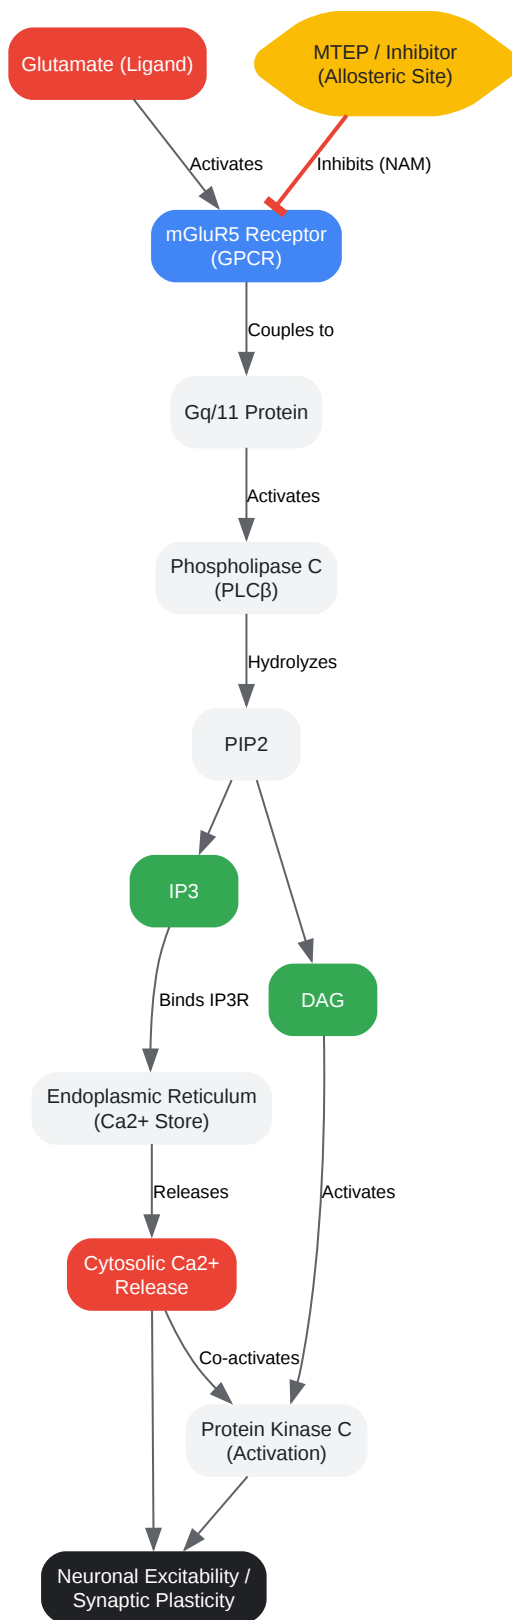 Glutamate (Ligand)
MTEP / Inhibitor
(Allosteric Site)
Activates
Inhibits (NAM)
mGluR5 Receptor
(GPCR)
Couples to
Gq/11 Protein
Activates
Phospholipase C
(PLCβ)
Hydrolyzes
PIP2
IP3
DAG
Binds IP3R
Endoplasmic Reticulum
(Ca2+ Store)
Releases
Activates
Cytosolic Ca2+
Release
Co-activates
Protein Kinase C
(Activation)
Neuronal Excitability /
Synaptic Plasticity